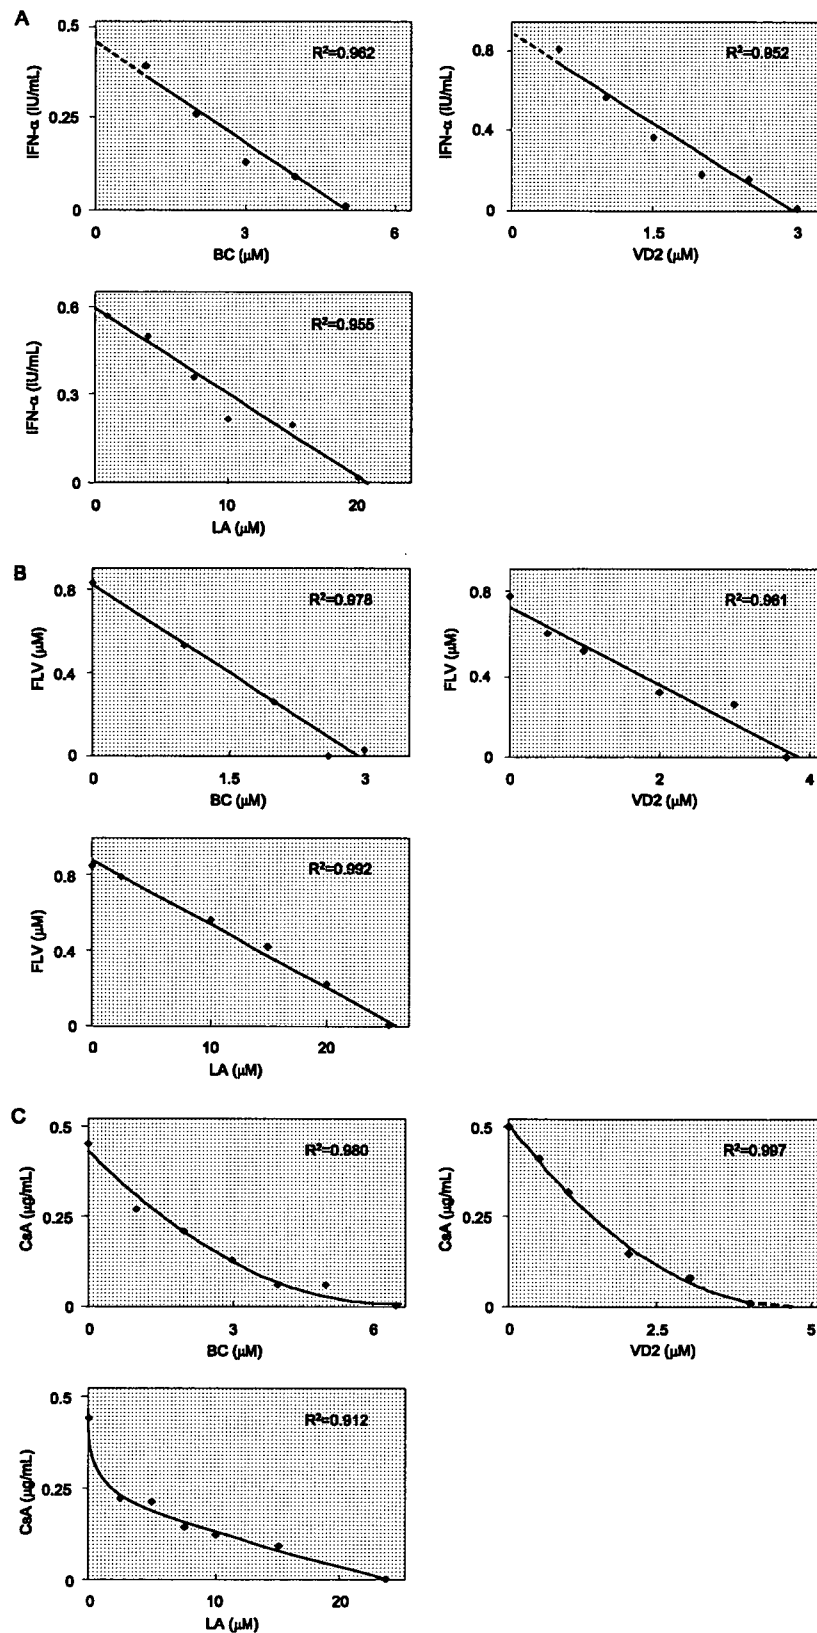 A
0.5
0.25
0
IFN-α (IU/mL)
R²=0.962
0 3 6
BC (μM)
0.8
0.4
0
IFN-α (IU/mL)
R²=0.952
0 1.5 3
VD2 (μM)
0.6
0.3
0
IFN-α (IU/mL)
R²=0.955
0 10 20
LA (μM)
B
0.8
0.4
0
FLV (μM)
R²=0.978
0 1.5 3
BC (μM)
0.8
0.4
0
FLV (μM)
R²=0.961
0 2 4
VD2 (μM)
0.8
0.4
0
FLV (μM)
R²=0.992
0 10 20
LA (μM)
C
0.5
0.25
0
CsA (μg/mL)
R²=0.980
0 3 6
BC (μM)
0.5
0.25
0
CsA (μg/mL)
R²=0.997
0 2.5 5
VD2 (μM)
0.5
0.25
0
CsA (μg/mL)
R²=0.912
0 10 20
LA (μM)